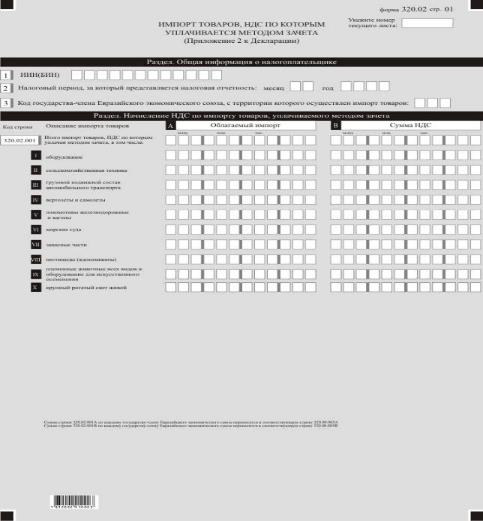 форма 320.02 стр. 01
ИМПОРТ ТОВАРОВ, НДС ПО КОТОРЫМ
УПЛАЧИВАЕТСЯ МЕТОДОМ ЗАЧЕТА
(Приложение 2 к Декларации)
Укажите номер
текущего листа:
Раздел. Общая информация о налогоплательщике
1 ИИН(БИН)
2 Налоговый период, за который представляется налоговая отчетность: месяц год
3 Код государства-члена Евразийского экономического союза, с территории которого осуществлен импорт товаров:
Раздел. Начисление НДС по импорту товаров, уплачиваемого методом зачета
Код строки Описание импорта товаров A Облагаемый импорт B Сумма НДС
320.02.001 Всего импорт товаров, НДС по которым
уплачен методом зачета, в том числе:
I оборудование
II сельскохозяйственная техника
III грузовой подвижной состав
автомобильного транспорта
IV вертолеты и самолеты
V локомотивы железнодорожные
и вагоны
VI морские суда
VII запасные части
VIII пестициды (ядохимикаты)
IX племенные животные всех видов и
оборудование для искусственного
осеменения
X крупный рогатый скот живой